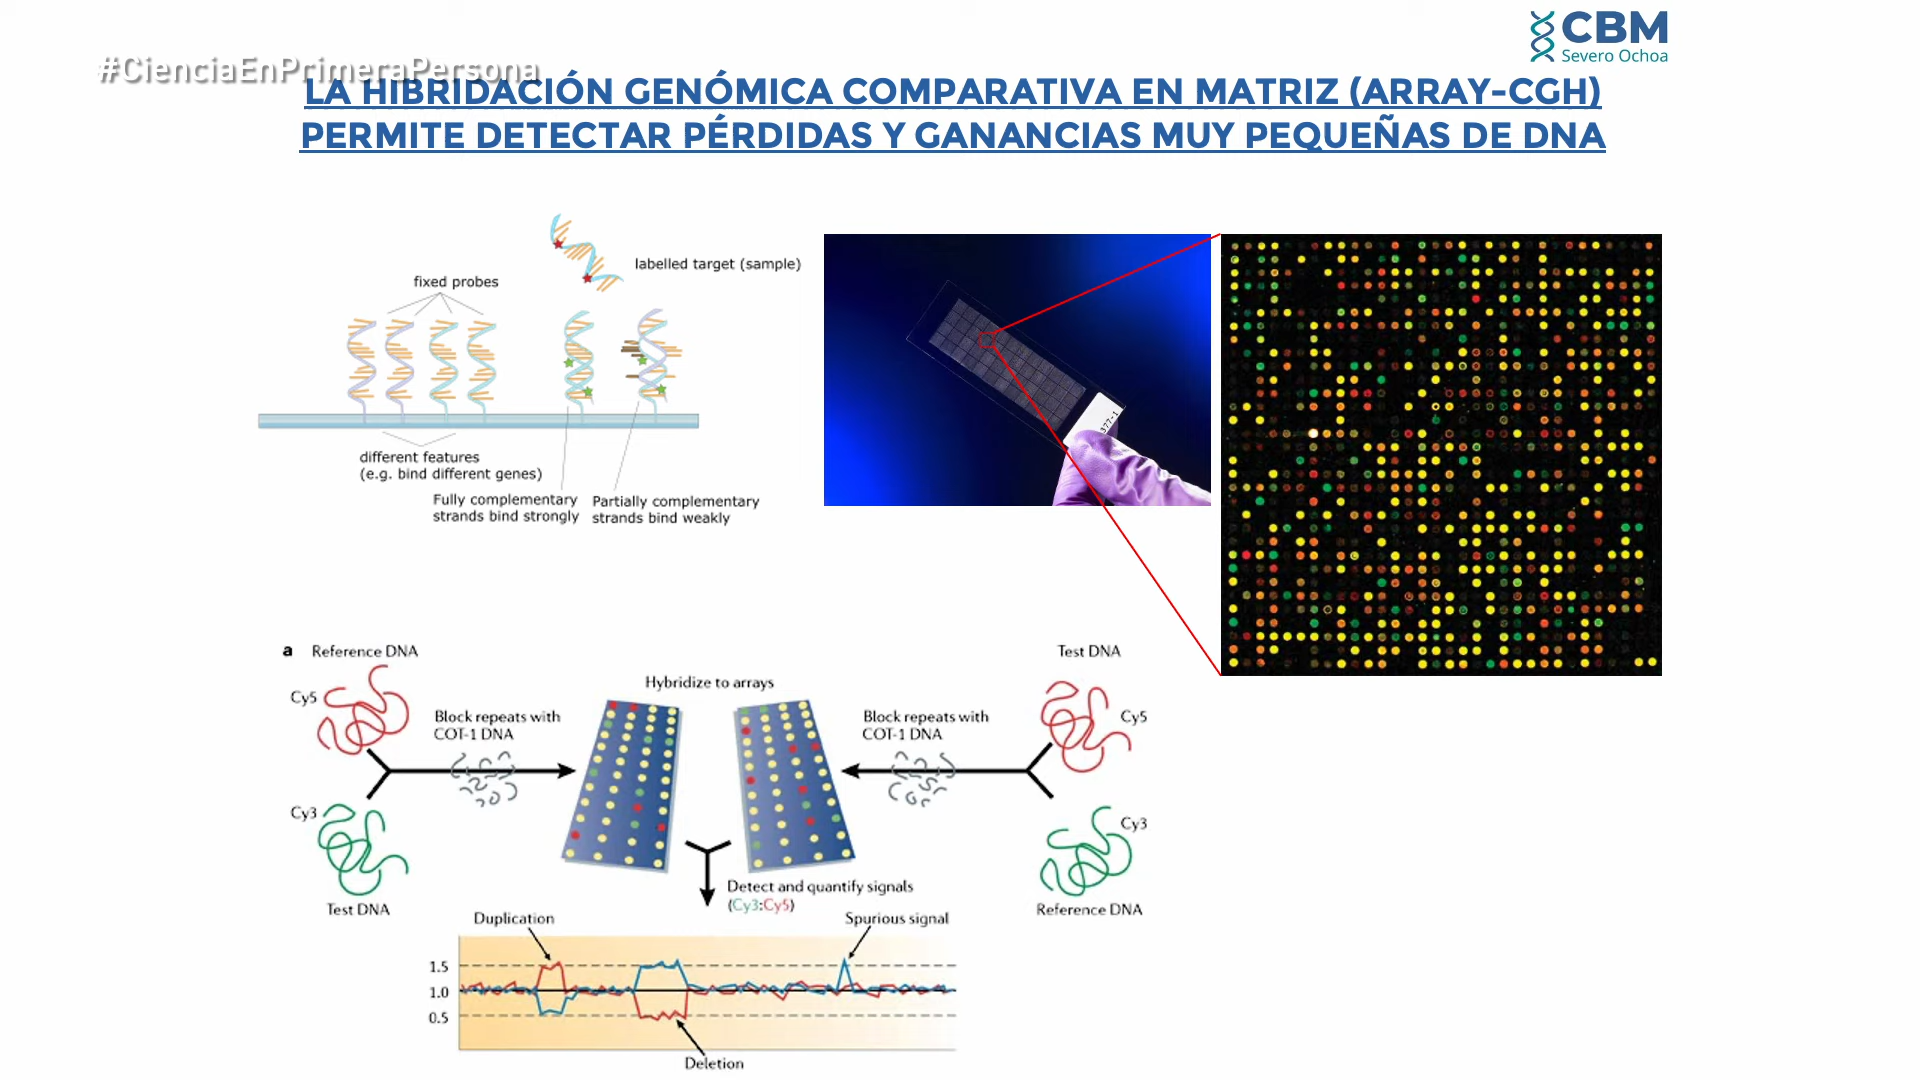 CBM
Severo Ochoa
#CienciaEnPrimeraPersona
LA HIBRIDACIÓN GENÓMICA COMPARATIVA EN MATRIZ (ARRAY-CGH)
PERMITE DETECTAR PÉRDIDAS Y GANANCIAS MUY PEQUEÑAS DE DNA
labelled target (sample)
fixed probes
different features
(e.g. bind different genes)
Fully complementary
strands bind strongly
Partially complementary
strands bind weakly
377-1
a Reference DNA
Test DNA
Hybridize to arrays
Cy5
Block repeats with
COT-1 DNA
Block repeats with
COT-1 DNA
Cy5
Cy3
Cy3
Test DNA
Detect and quantify signals
(Cy3:Cy5)
Reference DNA
Duplication
Spurious signal
1.5
1.0
0.5
Deletion